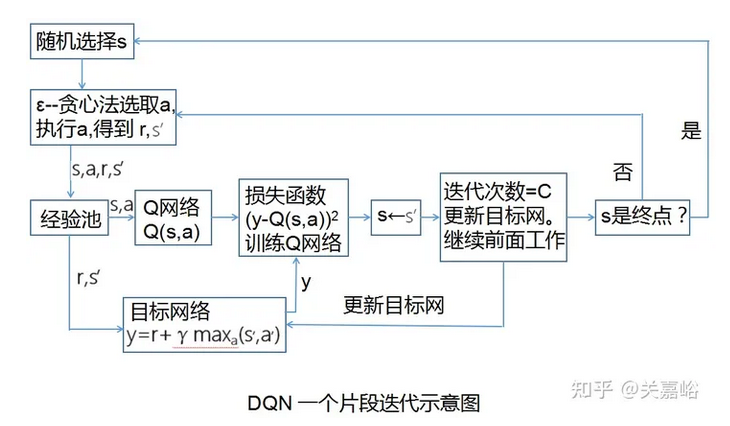 随机选择s
ε--贪心法选取a,
执行a,得到 r,s′
是
否
s,a,r,s′
经验池
s,a
Q网络
Q(s,a)
损失函数
(y-Q(s,a))²
训练Q网络
s←s′
迭代次数=C
更新目标网。
继续前面工作
s是终点？
r,s′
y
更新目标网
目标网络
y=r+ γ maxₐ(s′,a′)
DQN 一个片段迭代示意图
知乎 @关嘉峪